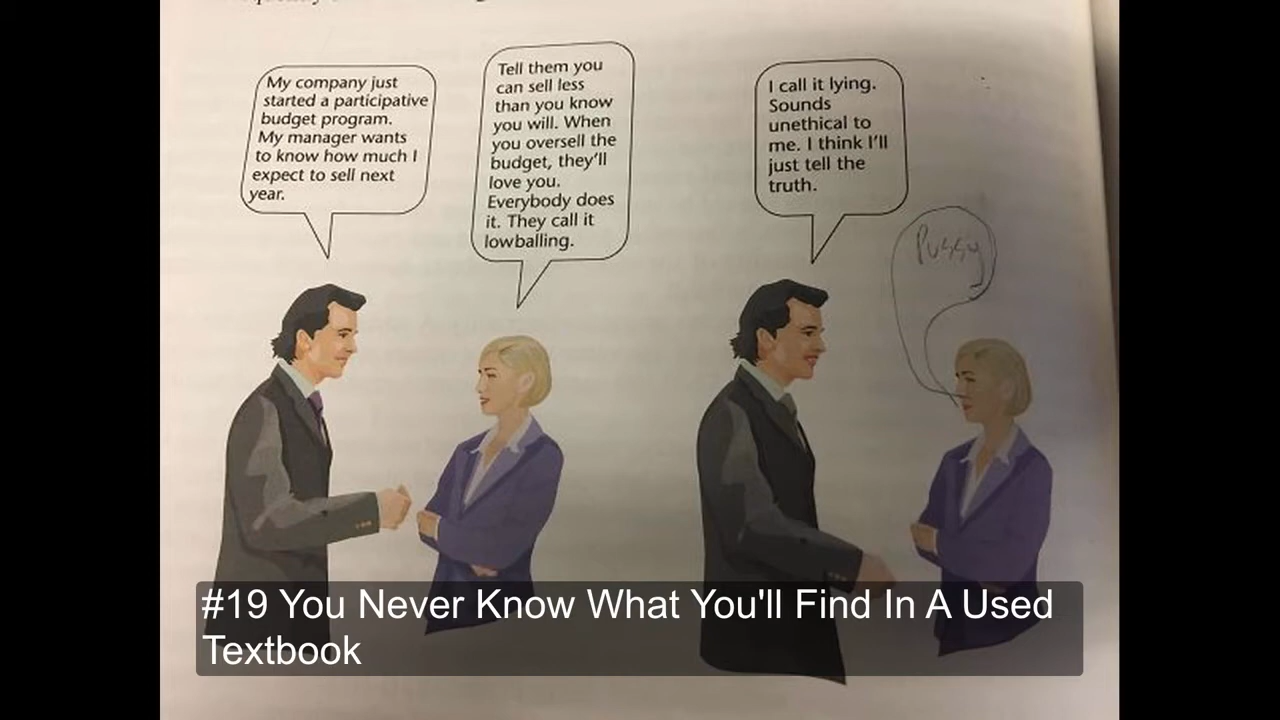 My company just
started a participative
budget program.
My manager wants
to know how much I
expect to sell next
year.
Tell them you
can sell less
than you know
you will. When
you oversell the
budget, they'll
love you.
Everybody does
it. They call it
lowballing.
I call it lying.
Sounds
unethical to
me. I think I'll
just tell the
truth.
Pussy
#19 You Never Know What You'll Find In A Used
Textbook